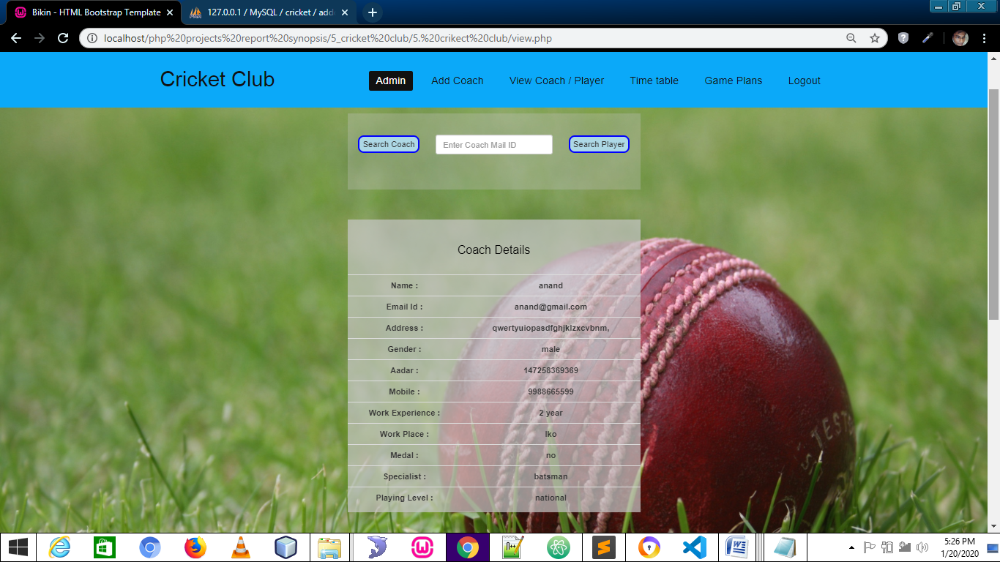 Bikin - HTML Bootstrap Template
127.0.0.1 / MySQL / cricket / add
localhost/php%20projects%20report%20synopsis/5_cricket%20club/5.%20crikect%20club/view.php
Cricket Club Admin Add Coach View Coach / Player Time table Game Plans Logout
Search Coach Enter Coach Mail ID Search Player
Coach Details
Name : anand
Email Id : anand@gmail.com
Address : qwertyuiopasdfghjklzxcvbnm,
Gender : male
Aadar : 147258369369
Mobile : 9988665599
Work Experience : 2 year
Work Place : lko
Medal : no
Specialist : batsman
Playing Level : national
5:26 PM
1/20/2020